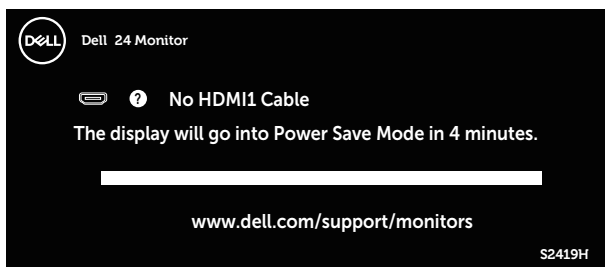 DELL
Dell 24 Monitor
? No HDMI1 Cable
The display will go into Power Save Mode in 4 minutes.
www.dell.com/support/monitors
S2419H